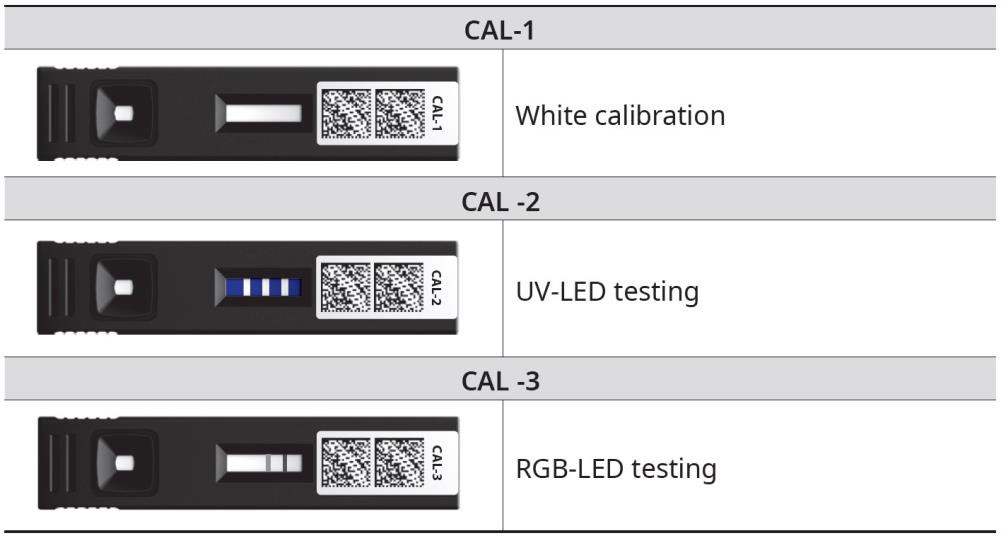 CAL-1
CAL-1
White calibration
CAL -2
CAL-2
UV-LED testing
CAL -3
CAL-3
RGB-LED testing